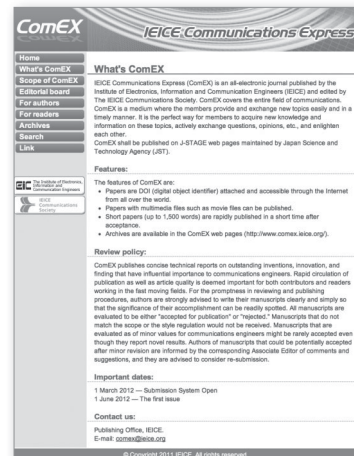 ComEX
IEICE Communications Express
Home
What's ComEX
Scope of ComEX
Editorial board
For authors
For readers
Archives
Search
Link
The Institute of Electronics,
Information and
Communication Engineers
IEICE
Communications
Society
What's ComEX
IEICE Communications Express (ComEX) is an all-electronic journal published by the
Institute of Electronics, Information and Communication Engineers (IEICE) and edited by
The IEICE Communications Society. ComEX covers the entire field of communications.
ComEX is a medium where the members provide and exchange new topics easily and in a
timely manner. It is the perfect way for members to acquire new knowledge and
information on these topics, actively exchange questions, opinions, etc., and enlighten
each other.
ComEX shall be published on J-STAGE web pages maintained by Japan Science and
Technology Agency (JST).
Features:
The features of ComEX are:
• Papers are DOI (digital object identifier) attached and accessible through the Internet
from all over the world.
• Papers with multimedia files such as movie files can be published.
• Short papers (up to 1,500 words) are rapidly published in a short time after
acceptance.
• Archives are available in the ComEX web pages (http://www.comex.ieice.org/).
Review policy:
ComEX publishes concise technical reports on outstanding inventions, innovation, and
finding that have influential importance to communications engineers. Rapid circulation of
publication as well as article quality is deemed important for both contributors and readers
working in the fast moving fields. For the promptness in reviewing and publishing
procedures, authors are strongly advised to write their manuscripts clearly and simply so
that the significance of their accomplishment can be readily spotted. All manuscripts are
evaluated to be either "accepted for publication" or "rejected." Manuscripts that do not
match the scope or the style regulation would not be received. Manuscripts that are
evaluated as of minor values for communications engineers might be rarely accepted even
though they report novel results. Authors of manuscripts that could be potentially accepted
after minor revision are informed by the corresponding Associate Editor of comments and
suggestions, and they are advised to consider re-submission.
Important dates:
1 March 2012 — Submission System Open
1 June 2012 — The first issue
Contact us:
Publishing Office, IEICE.
E-mail: comex@ieice.org
© Copyright 2011 IEICE. All rights reserved.